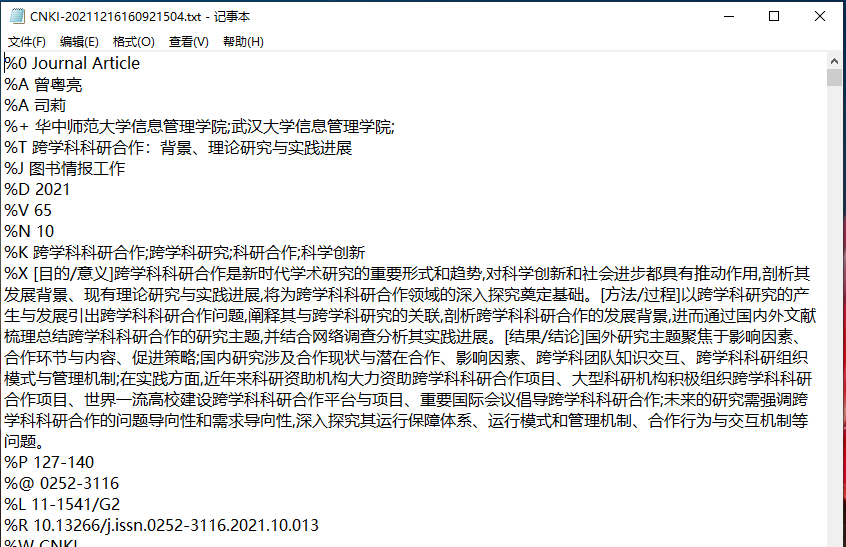 CNKI-20211216160921504.txt - 记事本
文件(F) 编辑(E) 格式(O) 查看(V) 帮助(H)
%0 Journal Article
%A 曾粤亮
%A 司莉
%+ 华中师范大学信息管理学院;武汉大学信息管理学院;
%T 跨学科科研合作：背景、理论研究与实践进展
%J 图书情报工作
%D 2021
%V 65
%N 10
%K 跨学科科研合作;跨学科研究;科研合作;科学创新
%X [目的/意义]跨学科科研合作是新时代学术研究的重要形式和趋势,对科学创新和社会进步都具有推动作用,剖析其
发展背景、现有理论研究与实践进展,将为跨学科科研合作领域的深入探究奠定基础。[方法/过程]以跨学科研究的产
生与发展引出跨学科科研合作问题,阐释其与跨学科研究的关联,剖析跨学科科研合作的发展背景,进而通过国内外文献
梳理总结跨学科科研合作的研究主题,并结合网络调查分析其实践进展。[结果/结论]国外研究主题聚焦于影响因素、
合作环节与内容、促进策略;国内研究涉及合作现状与潜在合作、影响因素、跨学科团队知识交互、跨学科科研组织
模式与管理机制;在实践方面,近年来科研资助机构大力资助跨学科科研合作项目、大型科研机构积极组织跨学科科研
合作项目、世界一流高校建设跨学科科研合作平台与项目、重要国际会议倡导跨学科科研合作;未来的研究需强调跨
学科科研合作的问题导向性和需求导向性,深入探究其运行保障体系、运行模式和管理机制、合作行为与交互机制等
问题。
%P 127-140
%@ 0252-3116
%L 11-1541/G2
%R 10.13266/j.issn.0252-3116.2021.10.013
%W CNKI